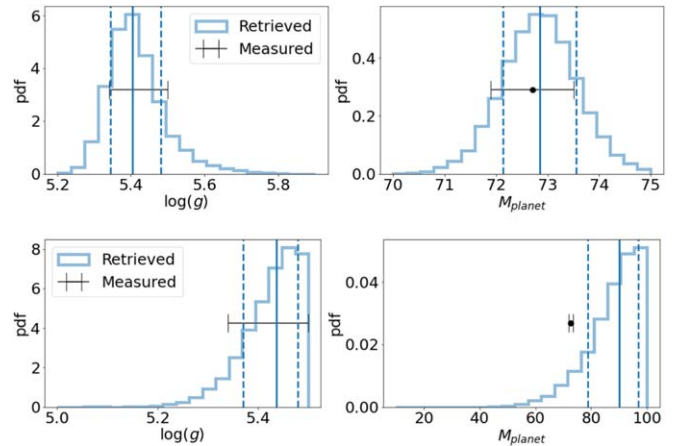 6
4
2
0
pdf
Retrieved
Measured
5.2 5.4 5.6 5.8
log(g)
0.4
0.2
0.0
pdf
70 71 72 73 74 75
M_planet
8
6
4
2
0
pdf
Retrieved
Measured
5.0 5.2 5.4
log(g)
0.04
0.02
0.00
pdf
20 40 60 80 100
M_planet